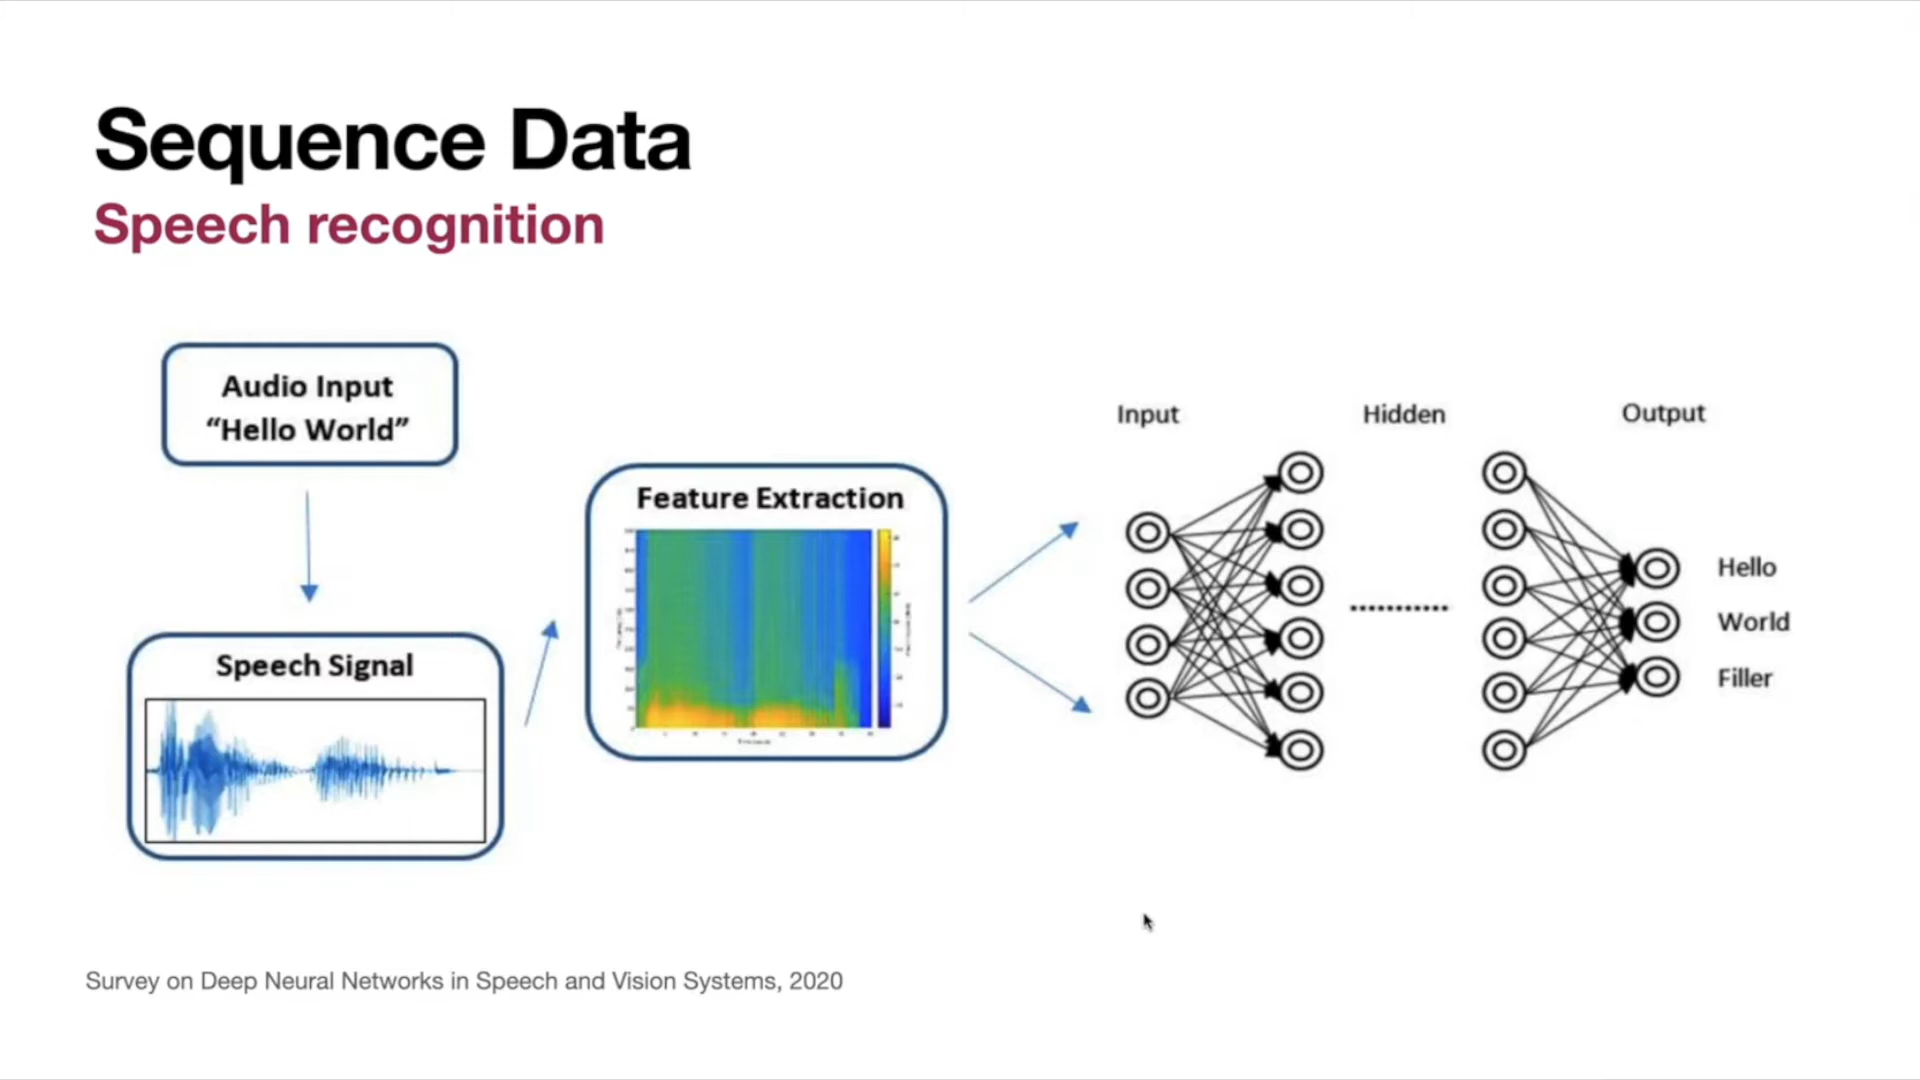 Sequence Data
Speech recognition
Audio Input
“Hello World”
Speech Signal
Feature Extraction
Input
Hidden
Output
Hello
World
Filler
Survey on Deep Neural Networks in Speech and Vision Systems, 2020